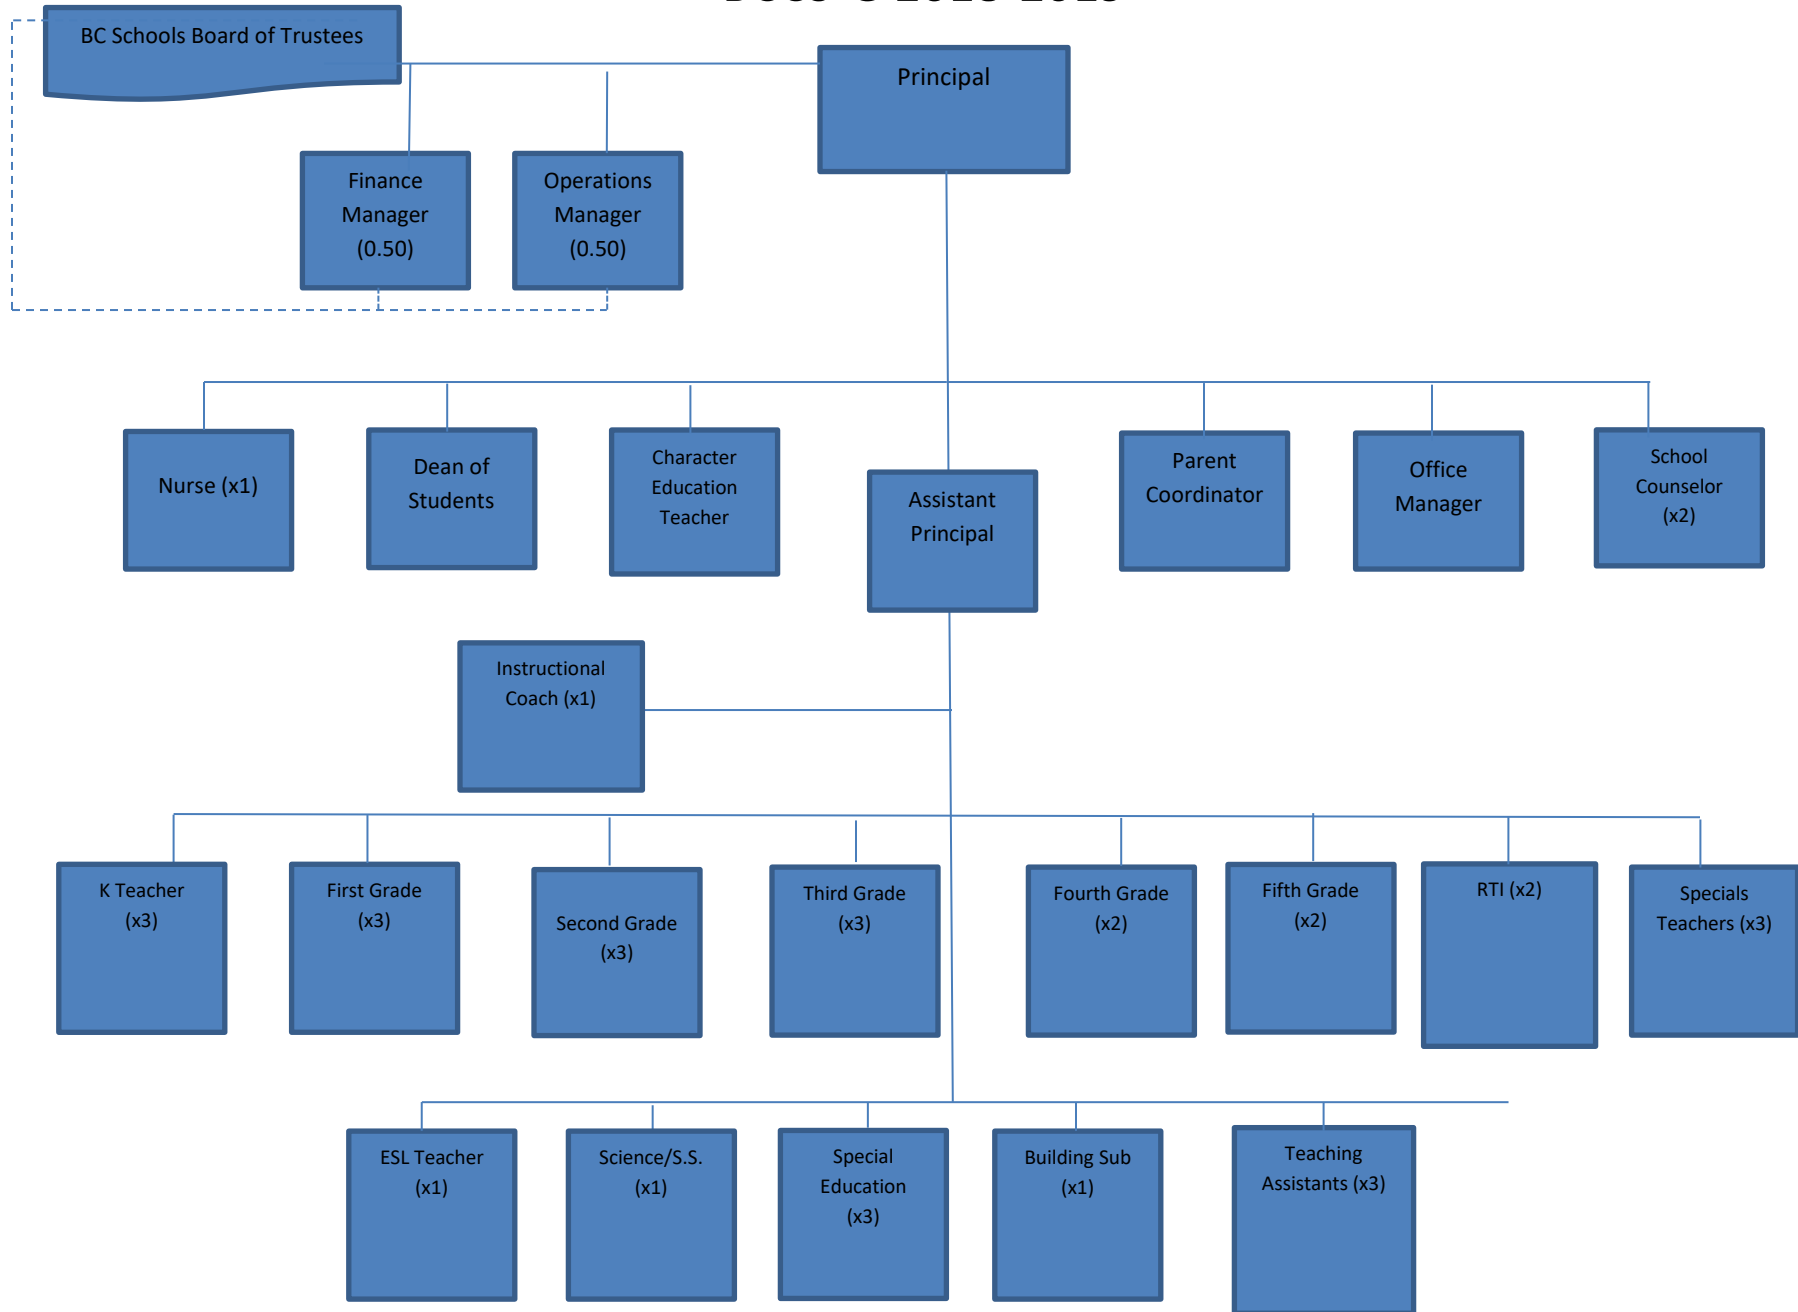 BC Schools Board of Trustees
Principal
Finance
Manager
(0.50)
Operations
Manager
(0.50)
Nurse (x1)
Dean of
Students
Character
Education
Teacher
Assistant
Principal
Parent
Coordinator
Office
Manager
School
Counselor
(x2)
Instructional
Coach (x1)
K Teacher
(x3)
First Grade
(x3)
Second Grade
(x3)
Third Grade
(x3)
Fourth Grade
(x2)
Fifth Grade
(x2)
RTI (x2)
Specials
Teachers (x3)
ESL Teacher
(x1)
Science/S.S.
(x1)
Special
Education
(x3)
Building Sub
(x1)
Teaching
Assistants (x3)